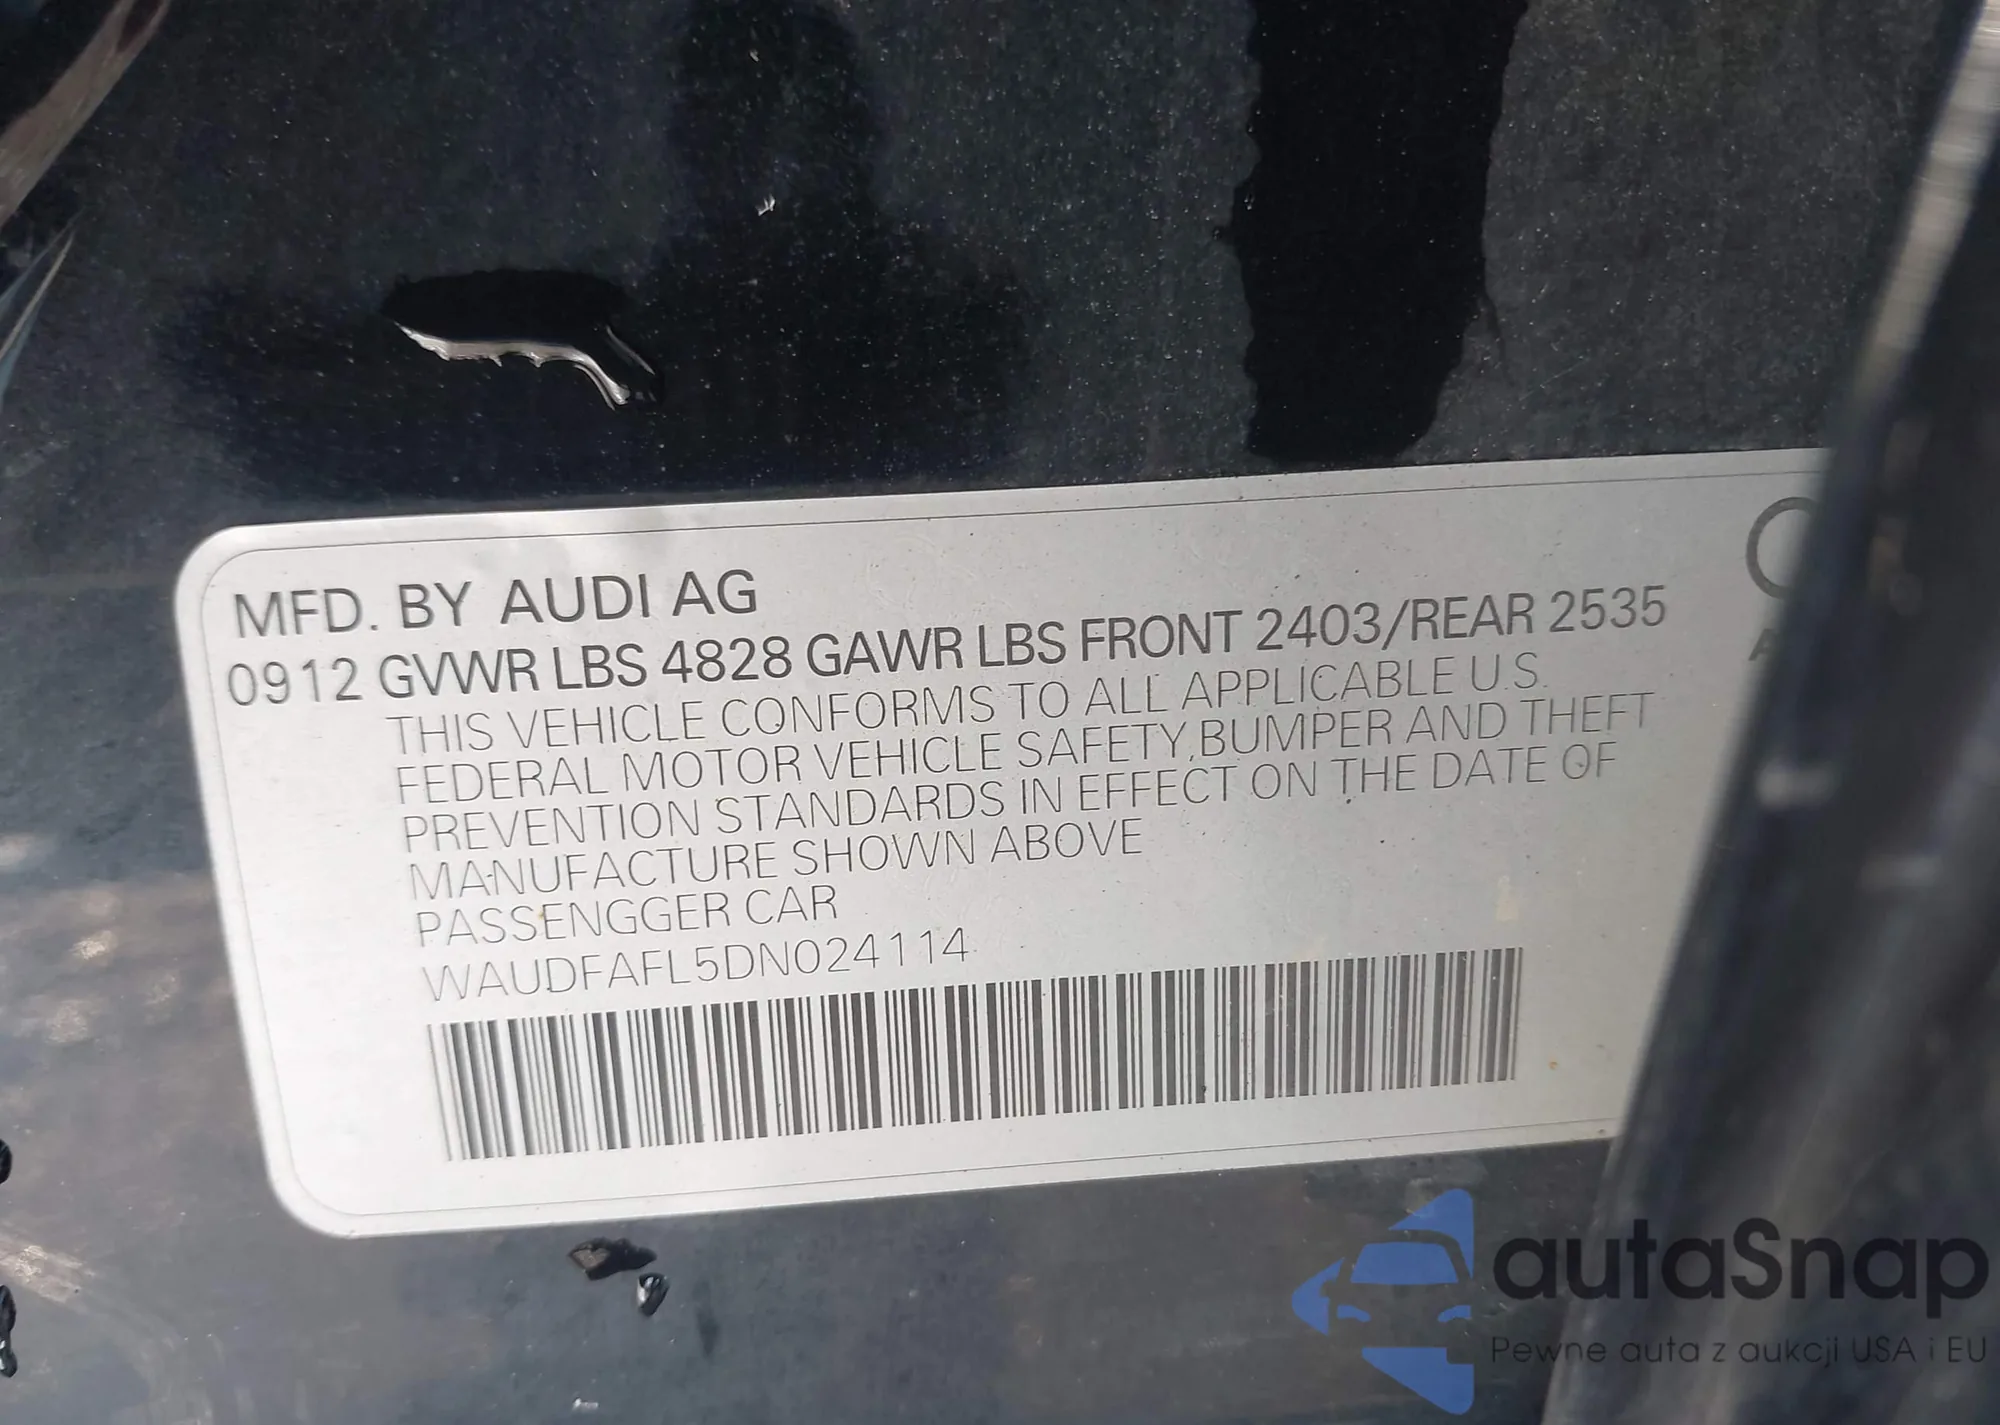 MFD. BY AUDI AG
0912 GVWR LBS 4828 GAWR LBS FRONT 2403/REAR 2535
THIS VEHICLE CONFORMS TO ALL APPLICABLE U.S.
FEDERAL MOTOR VEHICLE SAFETY,BUMPER AND THEFT
PREVENTION STANDARDS IN EFFECT ON THE DATE OF
MANUFACTURE SHOWN ABOVE
PASSENGGER CAR
WAUDFAFL5DN024114
autaSnap
Pewne auta z aukcji USA i EU